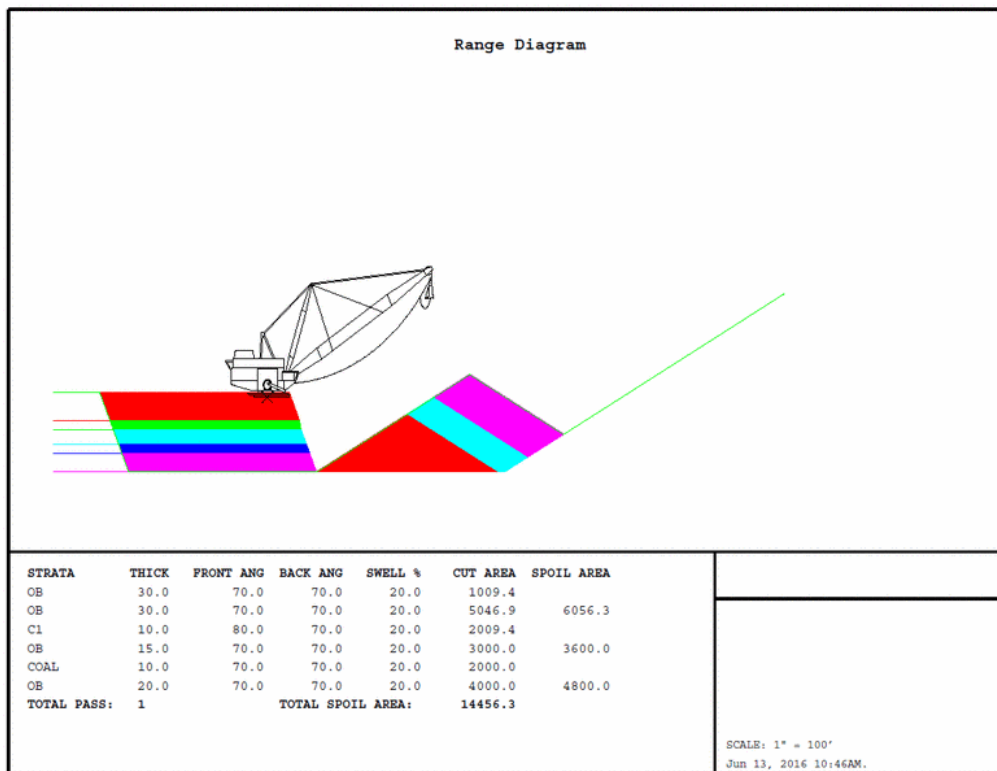 Range Diagram
STRATA THICK FRONT ANG BACK ANG SWELL % CUT AREA SPOIL AREA
OB 30.0 70.0 70.0 20.0 1009.4
OB 30.0 70.0 70.0 20.0 5046.9 6056.3
C1 10.0 80.0 70.0 20.0 2009.4
OB 15.0 70.0 70.0 20.0 3000.0 3600.0
COAL 10.0 70.0 70.0 20.0 2000.0
OB 20.0 70.0 70.0 20.0 4000.0 4800.0
TOTAL PASS: 1 TOTAL SPOIL AREA: 14456.3
SCALE: 1" = 100'
Jun 13, 2016 10:46AM.